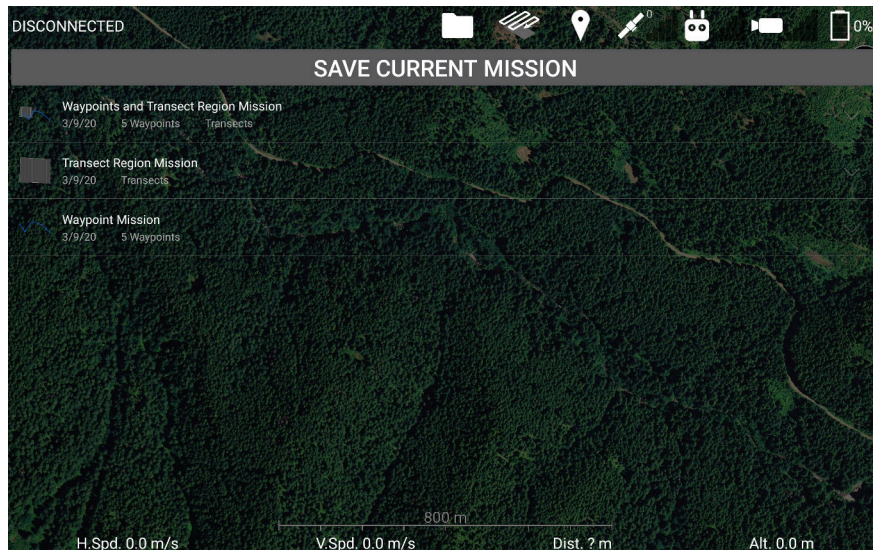 DISCONNECTED 0 0%
SAVE CURRENT MISSION
Waypoints and Transect Region Mission
3/9/20 5 Waypoints Transects
Transect Region Mission
3/9/20 Transects
Waypoint Mission
3/9/20 5 Waypoints
800 m
H.Spd. 0.0 m/s V.Spd. 0.0 m/s Dist. ? m Alt. 0.0 m